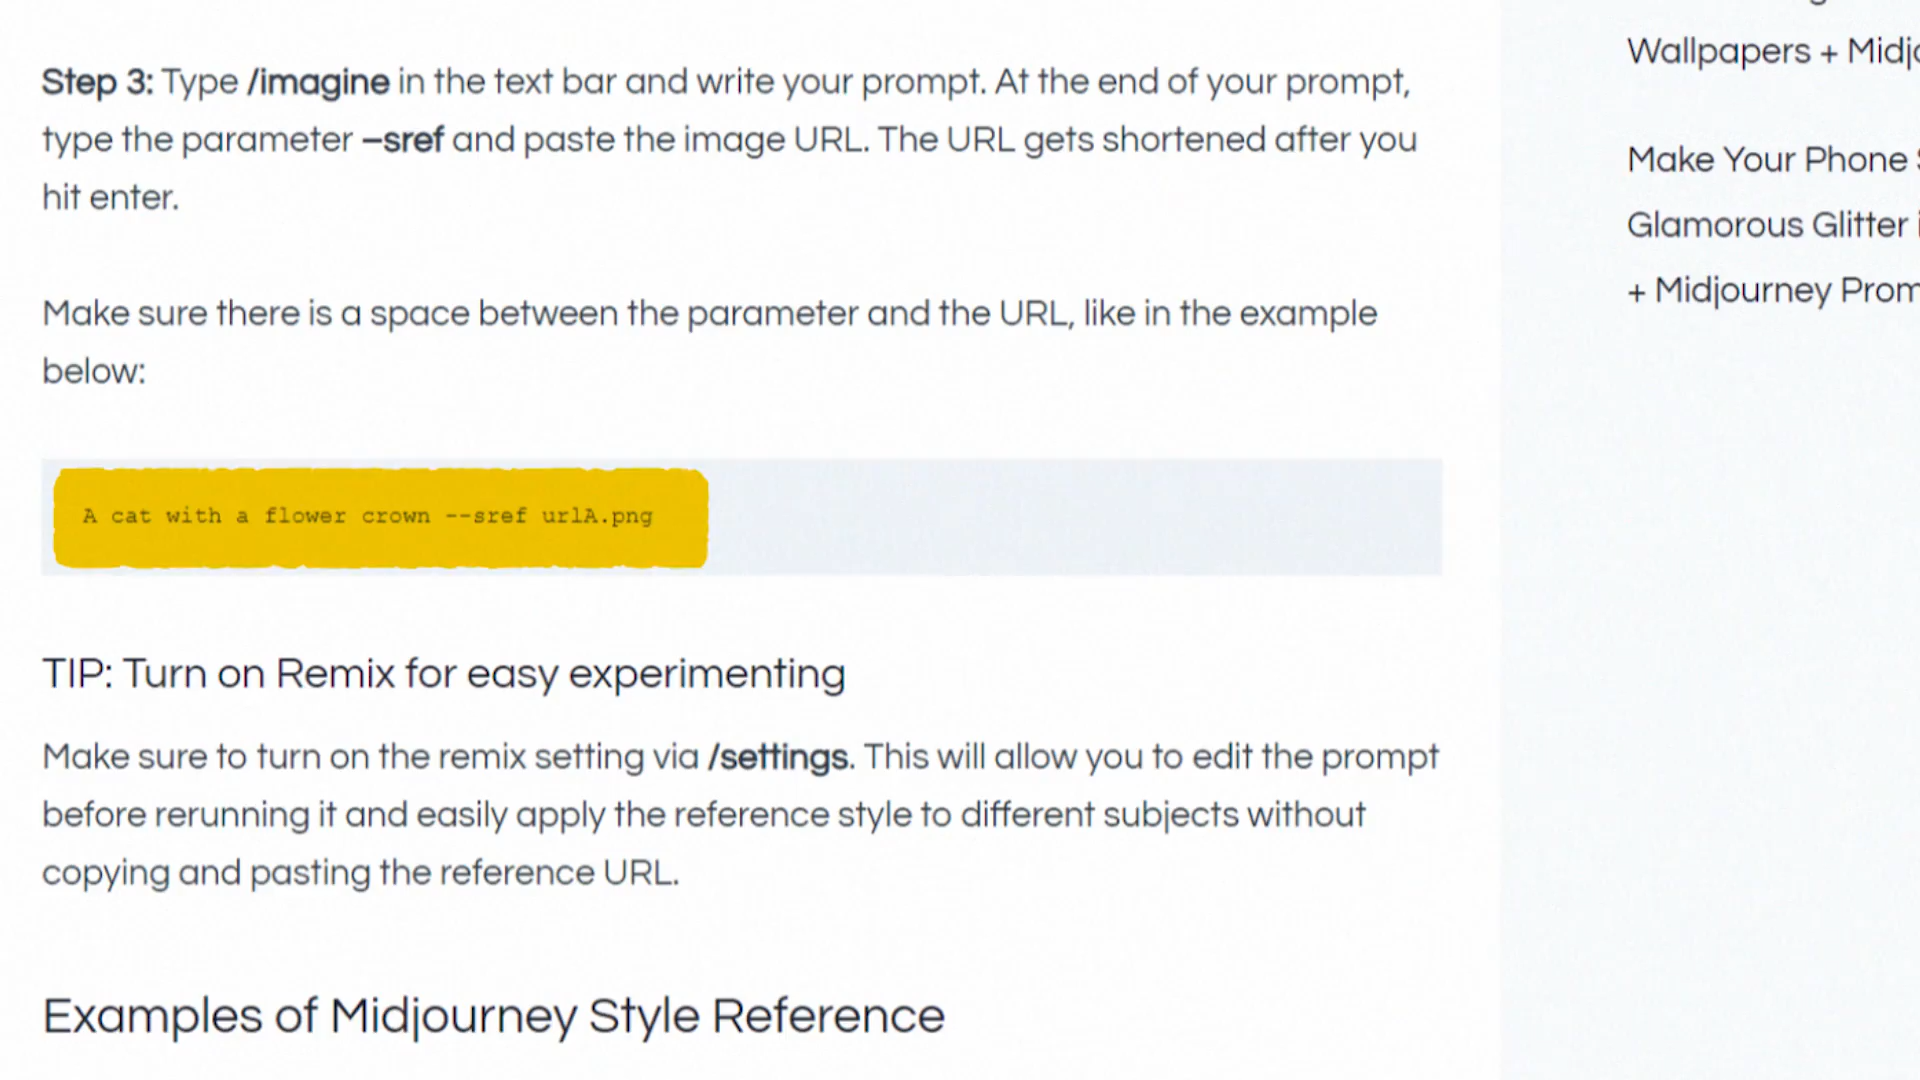 Step 3: Type /imagine in the text bar and write your prompt. At the end of your prompt,
type the parameter –sref and paste the image URL. The URL gets shortened after you
hit enter.
Make sure there is a space between the parameter and the URL, like in the example
below:
A cat with a flower crown --sref urlA.png
TIP: Turn on Remix for easy experimenting
Make sure to turn on the remix setting via /settings. This will allow you to edit the prompt
before rerunning it and easily apply the reference style to different subjects without
copying and pasting the reference URL.
Examples of Midjourney Style Reference
Wallpapers + Midj
Make Your Phone
Glamorous Glitter
+ Midjourney Prom